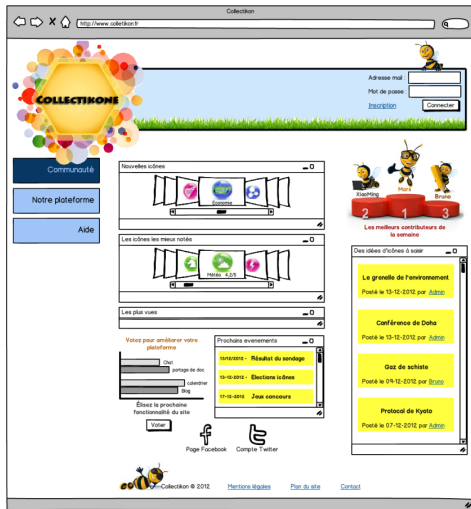 Collectikon
http://www.colletikon.fr
COLLECTIKONE
Adresse mail :
Mot de passe :
Inscription
Connecter
Communauté
Notre plateforme
Aide
Nouvelles icônes
Économie
Les icônes les mieux notés
Météo 4.2/5
Les plus vues
XiaoMing
Mars
Bruno
2
1
3
Les meilleurs contributeurs de
la semaine
Des idées d'icônes à saisir
Le grenelle de l'environnement
Posté le 13-12-2012 par Admin
Conférence de Doha
Posté le 13-12-2012 par Admin
Gaz de schiste
Posté le 09-12-2012 par Bruno
Protocol de Kyoto
Posté le 07-12-2012 par Admin
Votez pour améliorer votre
plateforme
Chat
partage de doc
calendrier
Blog
Élisez la prochaine
fonctionnalité du site
Voter
Prochains evenements
13/12/2012 - Résultat du sondage
15-12-2012 - Elections icônes
17-12-2012 Jeux concours
Page Facebook
Compte Twitter
Collectikon © 2012
Mentions légales
Plan du site
Contact